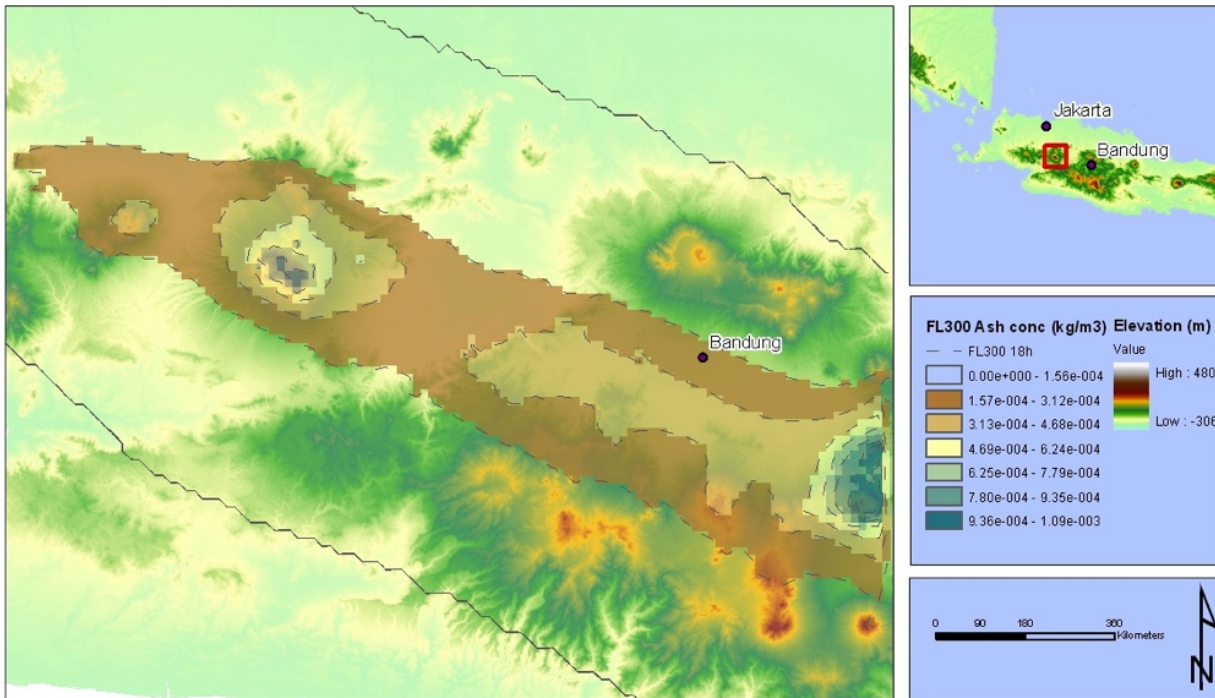 Bandung
Jakarta
Bandung
FL300 Ash conc (kg/m3)
FL300 18h
0.00e+000 - 1.56e-004
1.57e-004 - 3.12e-004
3.13e-004 - 4.68e-004
4.69e-004 - 6.24e-004
6.25e-004 - 7.79e-004
7.80e-004 - 9.35e-004
9.36e-004 - 1.09e-003
Elevation (m)
Value
High : 480
Low : -306
0 90 180 360
Kilometers
N